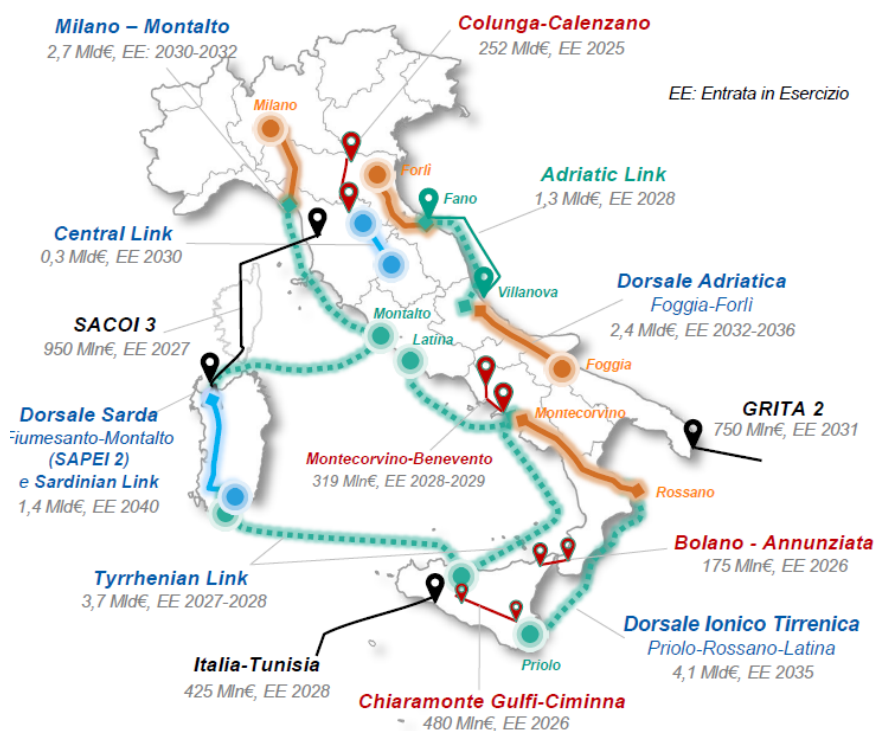 Milano – Montalto
2,7 Mld€, EE: 2030-2032
Colunga-Calenzano
252 Mld€, EE 2025
EE: Entrata in Esercizio
Milano
Forlì
Fano
Adriatic Link
1,3 Mld€, EE 2028
Central Link
0,3 Mld€, EE 2030
Villanova
Dorsale Adriatica
Foggia-Forlì
2,4 Mld€, EE 2032-2036
SACOI 3
950 Mln€, EE 2027
Montalto
Latina
Foggia
Dorsale Sarda
Fiumesanto-Montalto
(SAPEI 2)
e Sardinian Link
1,4 Mld€, EE 2040
Montecorvino
GRITA 2
750 Mln€, EE 2031
Montecorvino-Benevento
319 Mln€, EE 2028-2029
Rossano
Bolano - Annunziata
175 Mln€, EE 2026
Tyrrhenian Link
3,7 Mld€, EE 2027-2028
Dorsale Ionico Tirrenica
Priolo-Rossano-Latina
4,1 Mld€, EE 2035
Italia-Tunisia
425 Mln€, EE 2028
Priolo
Chiaramonte Gulfi-Ciminna
480 Mln€, EE 2026